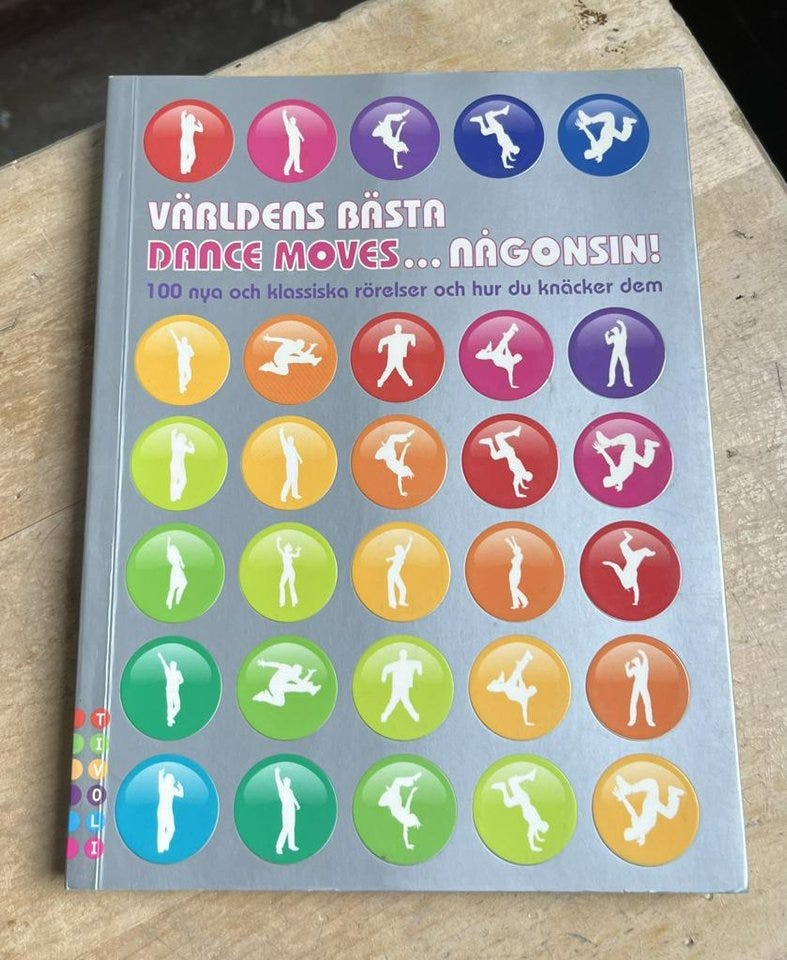 VÄRLDENS BÄSTA
DANCE MOVES... NÅGONSIN!
100 nya och klassiska rörelser och hur du knäcker dem
TIVOLI